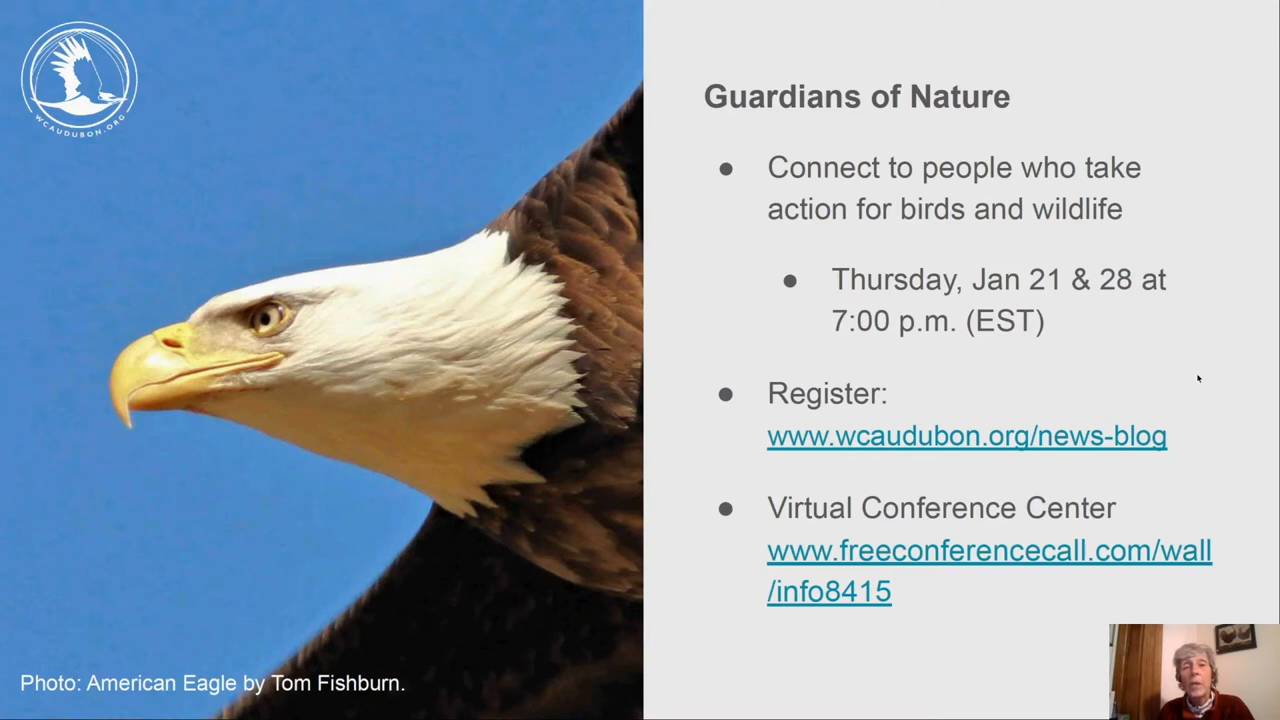 WCAUDUBON.ORG
Guardians of Nature
● Connect to people who take
action for birds and wildlife
● Thursday, Jan 21 & 28 at
7:00 p.m. (EST)
● Register:
www.wcaudubon.org/news-blog
● Virtual Conference Center
www.freeconferencecall.com/wall
/info8415
Photo: American Eagle by Tom Fishburn.